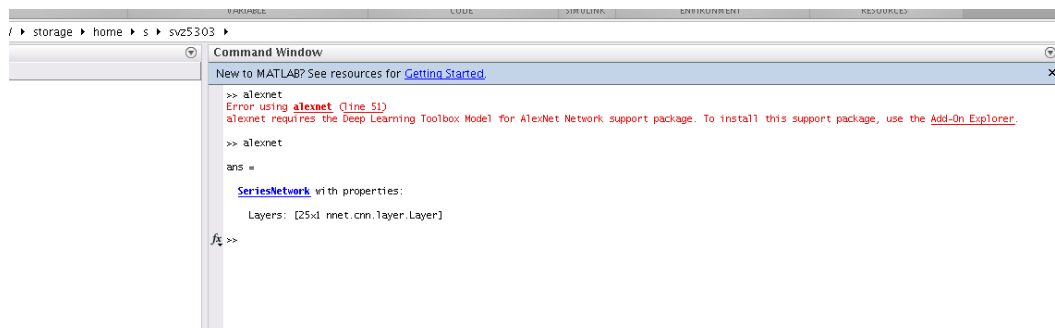 VARIABLE CODE SIMULINK ENVIRONMENT RESOURCES
/ ▸ storage ▸ home ▸ s ▸ svz5303 ▸
Command Window
New to MATLAB? See resources for Getting Started.
>> alexnet
Error using alexnet (line 51)
alexnet requires the Deep Learning Toolbox Model for AlexNet Network support package. To install this support package, use the Add-On Explorer.
>> alexnet
ans =
SeriesNetwork with properties:
Layers: [25x1 nnet.cnn.layer.Layer]
fx >>